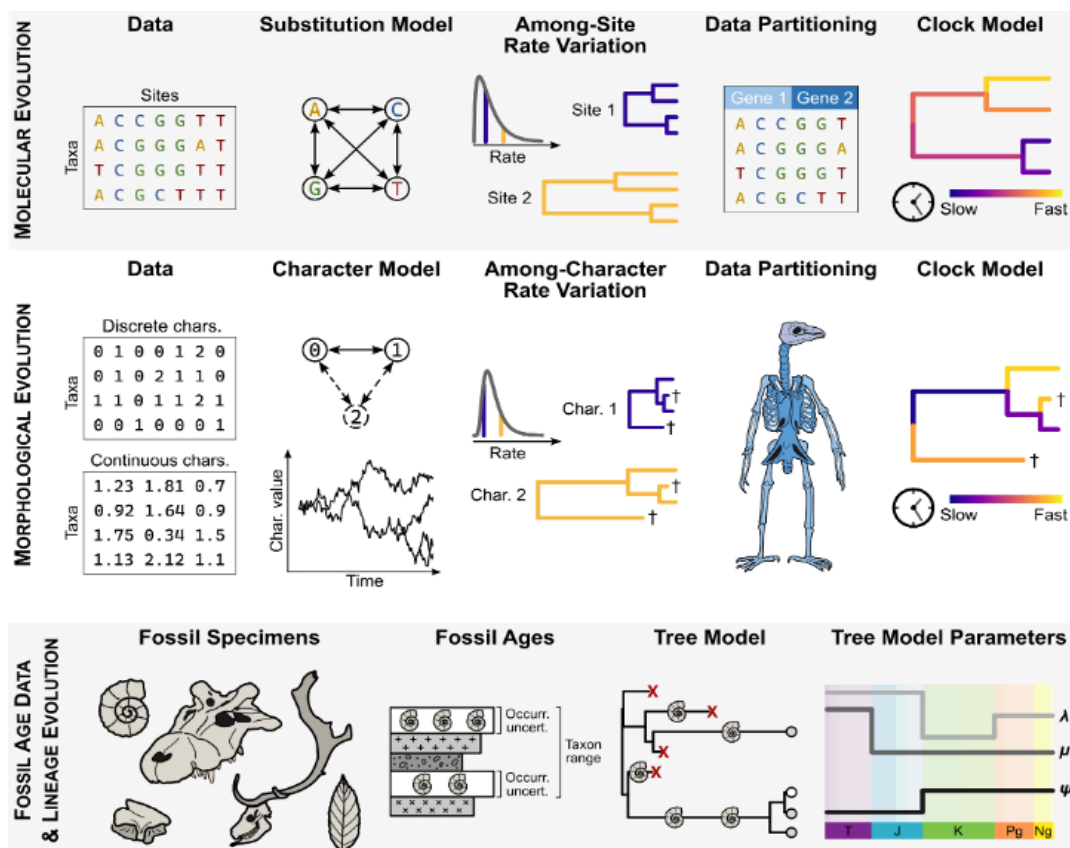 MOLECULAR EVOLUTION
Data
Substitution Model
Among-Site
Rate Variation
Data Partitioning
Clock Model
Sites
Taxa
A C C G G T T
A C G G G A T
T C G G G T T
A C G C T T T
A C
G T
Rate
Site 1
Site 2
Gene 1 Gene 2
A C C G G T
A C G G G A
T C G G G T
A C G C T T
Slow Fast
MORPHOLOGICAL EVOLUTION
Data
Character Model
Among-Character
Rate Variation
Data Partitioning
Clock Model
Discrete chars.
Taxa
0 1 0 0 1 2 0
0 1 0 2 1 1 0
1 1 0 1 1 2 1
0 0 1 0 0 0 1
Continuous chars.
Taxa
1.23 1.81 0.7
0.92 1.64 0.9
1.75 0.34 1.5
1.13 2.12 1.1
0 1
2
Char. value
Time
Rate
Char. 1
†
†
Char. 2
†
†
†
†
Slow Fast
FOSSIL AGE DATA
& LINEAGE EVOLUTION
Fossil Specimens
Fossil Ages
Tree Model
Tree Model Parameters
Occurr.
uncert.
Taxon
range
Occurr.
uncert.
X
X
X
X
λ
μ
ψ
T J K Pg Ng